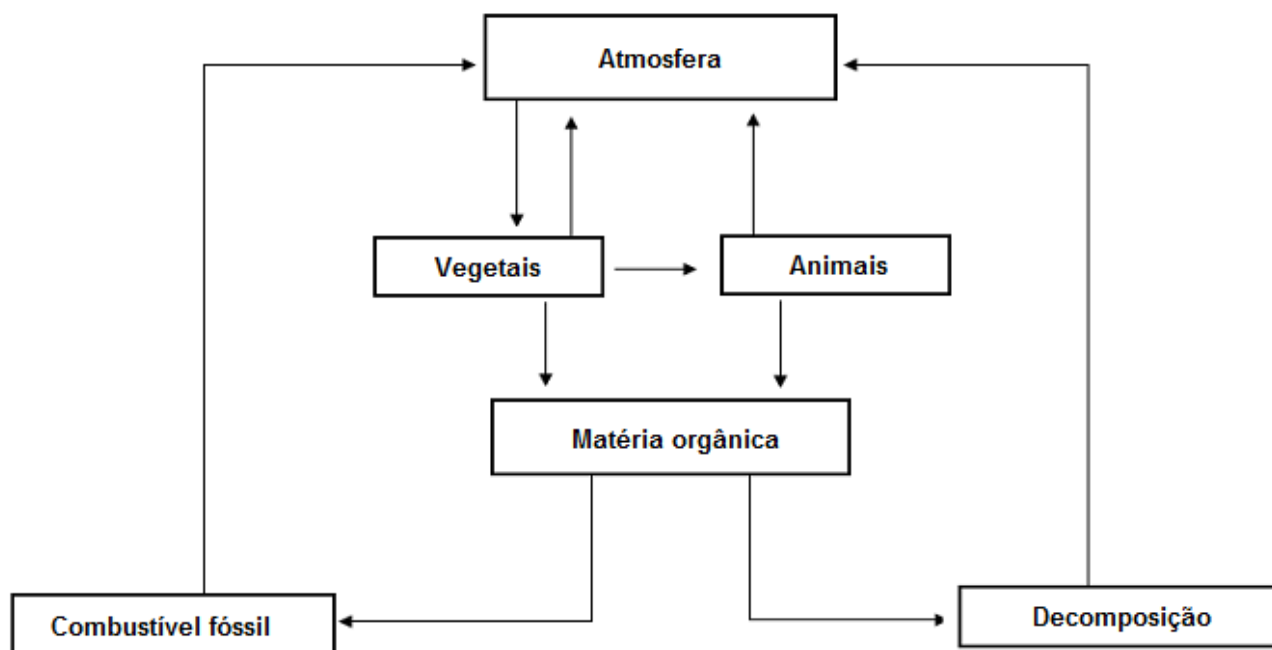 Atmosfera
Vegetais
Animais
Matéria orgânica
Combustível fóssil
Decomposição